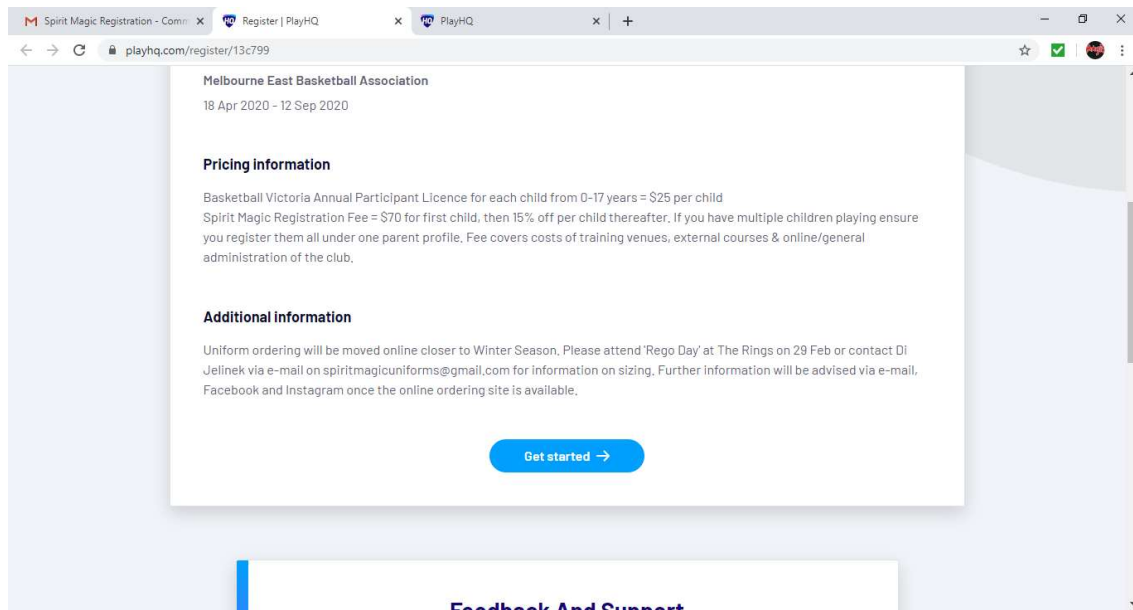 Spirit Magic Registration - Comm
Register | PlayHQ
PlayHQ
playhq.com/register/13c799
Melbourne East Basketball Association
18 Apr 2020 - 12 Sep 2020
Pricing information
Basketball Victoria Annual Participant Licence for each child from 0-17 years = $25 per child
Spirit Magic Registration Fee = $70 for first child, then 15% off per child thereafter. If you have multiple children playing ensure
you register them all under one parent profile. Fee covers costs of training venues, external courses & online/general
administration of the club.
Additional information
Uniform ordering will be moved online closer to Winter Season. Please attend 'Rego Day' at The Rings on 29 Feb or contact Di
Jelinek via e-mail on spiritmagicuniforms@gmail.com for information on sizing. Further information will be advised via e-mail,
Facebook and Instagram once the online ordering site is available.
Get started →
Feedback And Support